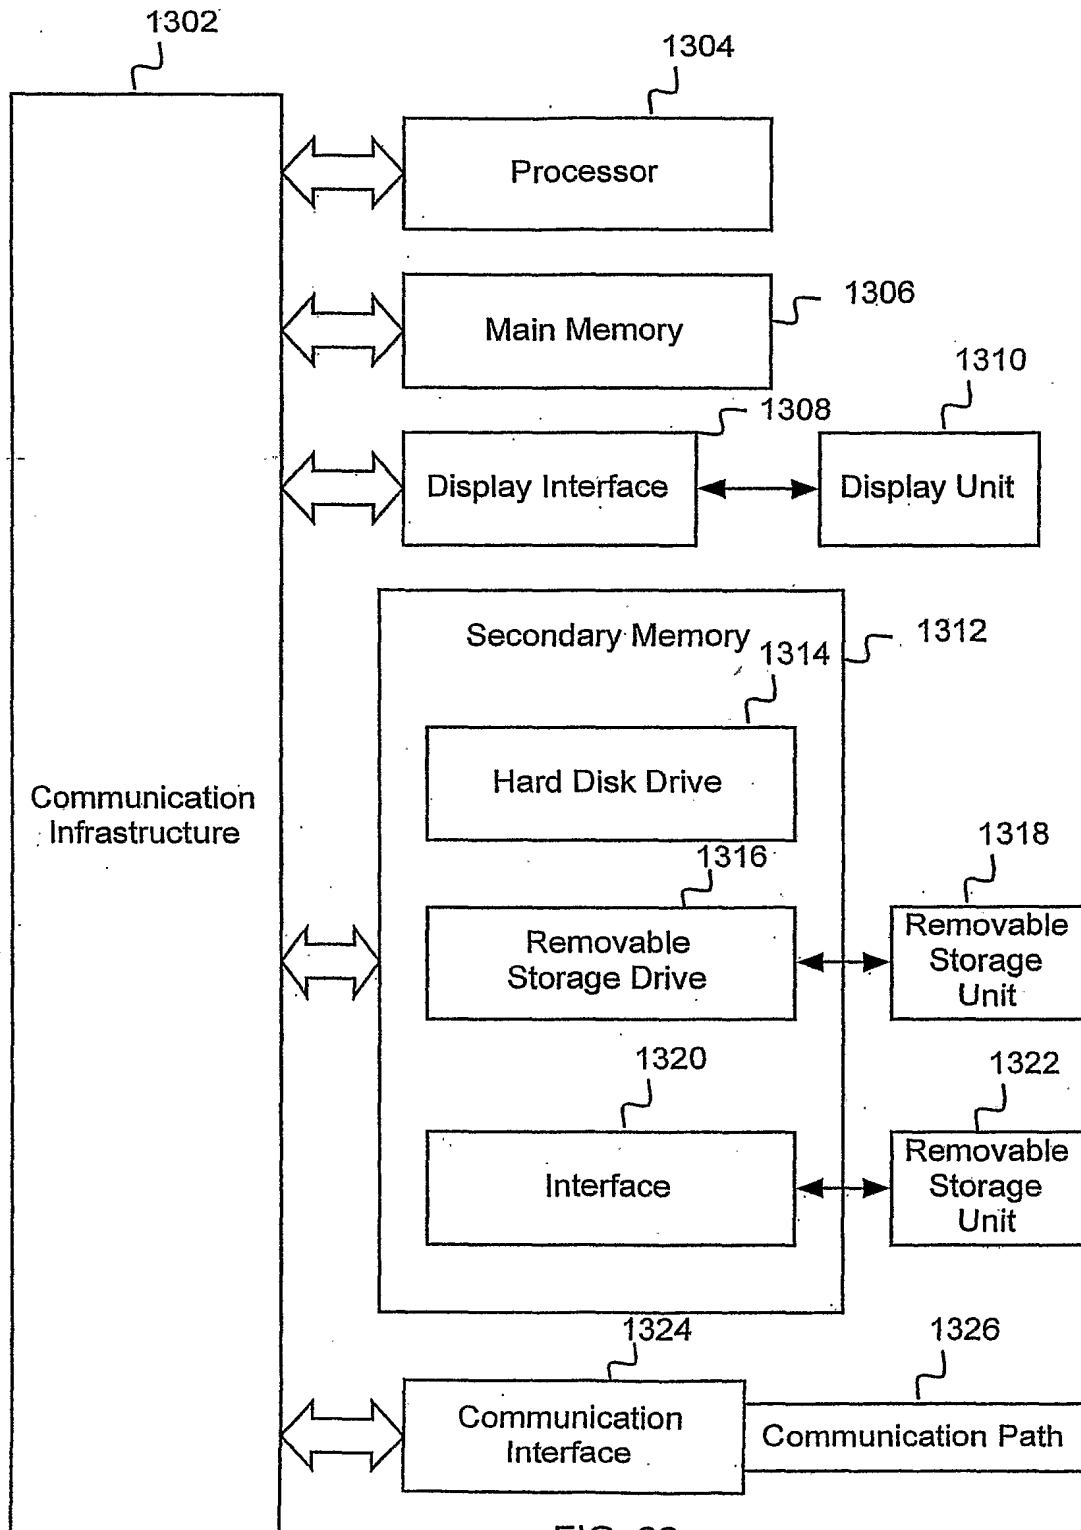 1302
1304
Processor
1306
Main Memory
1308
1310
Display Interface
Display Unit
Secondary Memory
1312
1314
Hard Disk Drive
Communication
Infrastructure
1316
1318
Removable
Storage Drive
Removable
Storage
Unit
1320
1322
Interface
Removable
Storage
Unit
1324
1326
Communication
Interface
Communication Path
FIG.